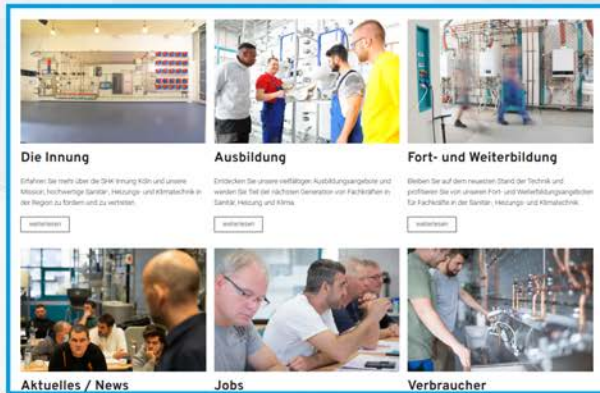 Die Innung
Erfahren Sie mehr über die SHK Innung Köln und unsere
Mission, hochwertige Sanitär-, Heizungs- und Klimatechnik in
der Region zu fördern und zu vertreten.
weiterlesen
Ausbildung
Entdecken Sie unsere vielfältigen Ausbildungsangebote und
werden Sie Teil der nächsten Generation von Fachkräften in
Sanitär, Heizung und Klima.
weiterlesen
Fort- und Weiterbildung
Bleiben Sie auf dem neuesten Stand der Technik und
profitieren Sie von unseren Fort- und Weiterbildungsangeboten
für Fachkräfte in der Sanitär-, Heizungs- und Klimatechnik.
weiterlesen
Aktuelles / News
Jobs
Verbraucher